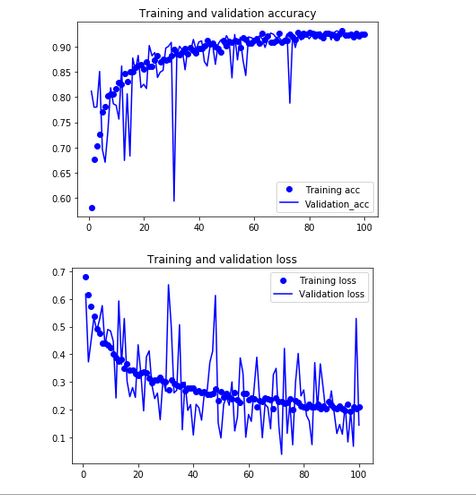 Training and validation accuracy
0.90
0.85
0.80
0.75
0.70
0.65
0.60
Training acc
Validation_acc
0 20 40 60 80 100
Training and validation loss
0.7
Training loss
Validation loss
0.6
0.5
0.4
0.3
0.2
0.1
0 20 40 60 80 100